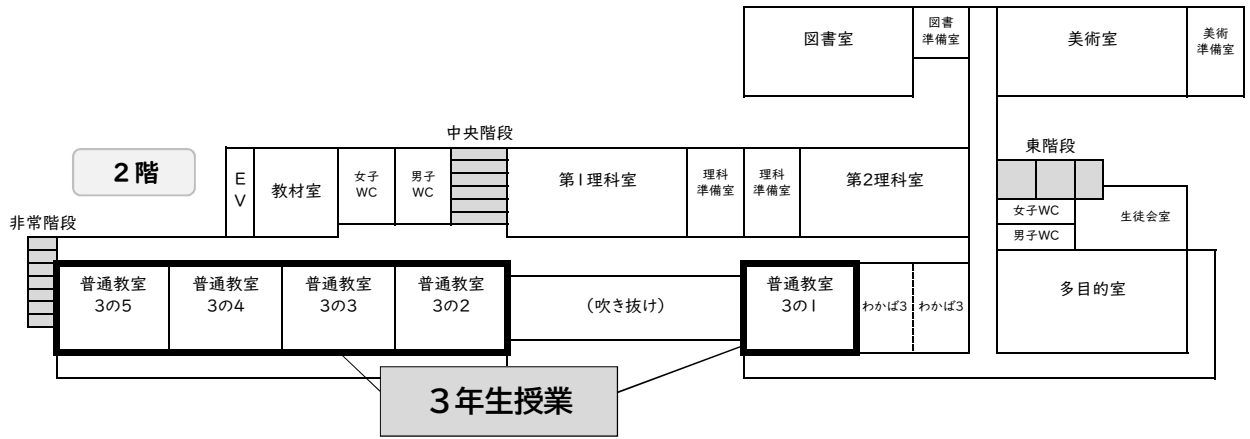 図書室
図書
準備室
美術室
美術
準備室
中央階段
東階段
2階
E
V
教材室
女子
WC
男子
WC
第1理科室
理科
準備室
理科
準備室
第2理科室
女子WC
男子WC
生徒会室
非常階段
普通教室
3の5
普通教室
3の4
普通教室
3の3
普通教室
3の2
（吹き抜け）
普通教室
3の1
わかば3
わかば3
多目的室
3年生授業